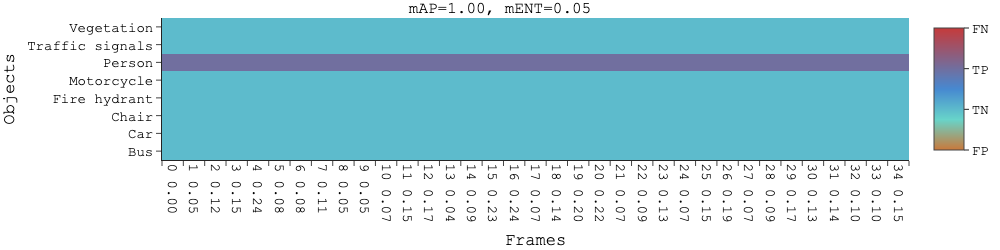 mAP=1.00, mENT=0.05
Objects
Vegetation
Traffic signals
Person
Motorcycle
Fire hydrant
Chair
Car
Bus
0 0.00
1 0.05
2 0.12
3 0.15
4 0.24
5 0.08
6 0.08
7 0.11
8 0.05
9 0.05
10 0.07
11 0.15
12 0.17
13 0.04
14 0.09
15 0.23
16 0.24
17 0.07
18 0.14
19 0.20
20 0.22
21 0.07
22 0.09
23 0.13
24 0.07
25 0.15
26 0.19
27 0.07
28 0.09
29 0.17
30 0.13
31 0.14
32 0.10
33 0.10
34 0.15
Frames
FN
TP
TN
FP